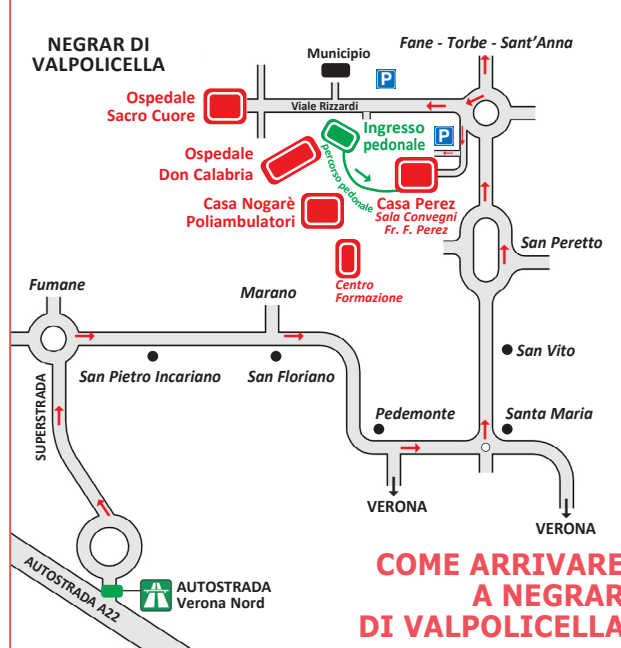 NEGRAR DI
VALPOLICELLA
Municipio
Fane - Torbe - Sant'Anna
P
Ospedale
Sacro Cuore
Viale Rizzardi
Ingresso
pedonale
P
Ospedale
Don Calabria
percorso pedonale
Casa Nogarè
Poliambulatori
Casa Perez
Sala Convegni
Fr. F. Perez
San Peretto
Centro
Formazione
Fumane
Marano
San Pietro Incariano
San Floriano
San Vito
SUPERSTRADA
Pedemonte
Santa Maria
VERONA
VERONA
AUTOSTRADA A22
AUTOSTRADA
Verona Nord
COME ARRIVARE
A NEGRAR
DI VALPOLICELLA